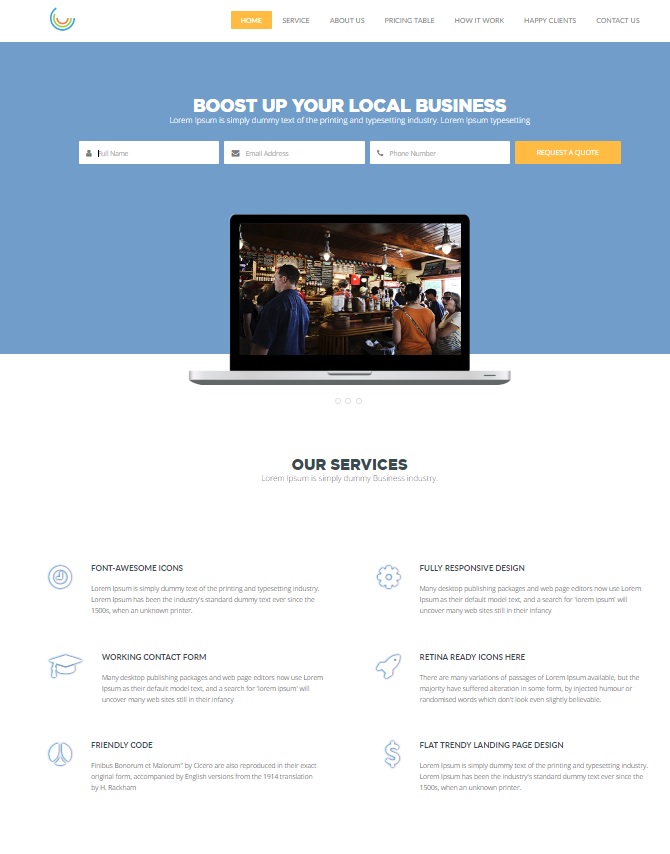 HOME SERVICE ABOUT US PRICING TABLE HOW IT WORK HAPPY CLIENTS CONTACT US
BOOST UP YOUR LOCAL BUSINESS
Lorem Ipsum is simply dummy text of the printing and typesetting industry. Lorem Ipsum typesetting
Full Name Email Address Phone Number REQUEST A QUOTE
OUR SERVICES
Lorem Ipsum is simply dummy Business industry.
FONT-AWESOME ICONS
Lorem Ipsum is simply dummy text of the printing and typesetting industry.
Lorem Ipsum has been the industry's standard dummy text ever since the
1500s, when an unknown printer.
FULLY RESPONSIVE DESIGN
Many desktop publishing packages and web page editors now use Lorem
Ipsum as their default model text, and a search for 'lorem ipsum' will
uncover many web sites still in their infancy
WORKING CONTACT FORM
Many desktop publishing packages and web page editors now use Lorem
Ipsum as their default model text, and a search for 'lorem ipsum' will
uncover many web sites still in their infancy
RETINA READY ICONS HERE
There are many variations of passages of Lorem Ipsum available, but the
majority have suffered alteration in some form, by injected humour or
randomised words which don't look even slightly believable.
FRIENDLY CODE
Finibus Bonorum et Malorum" by Cicero are also reproduced in their exact
original form, accompanied by English versions from the 1914 translation
by H. Rackham
FLAT TRENDY LANDING PAGE DESIGN
Lorem Ipsum is simply dummy text of the printing and typesetting industry.
Lorem Ipsum has been the industry's standard dummy text ever since the
1500s, when an unknown printer.